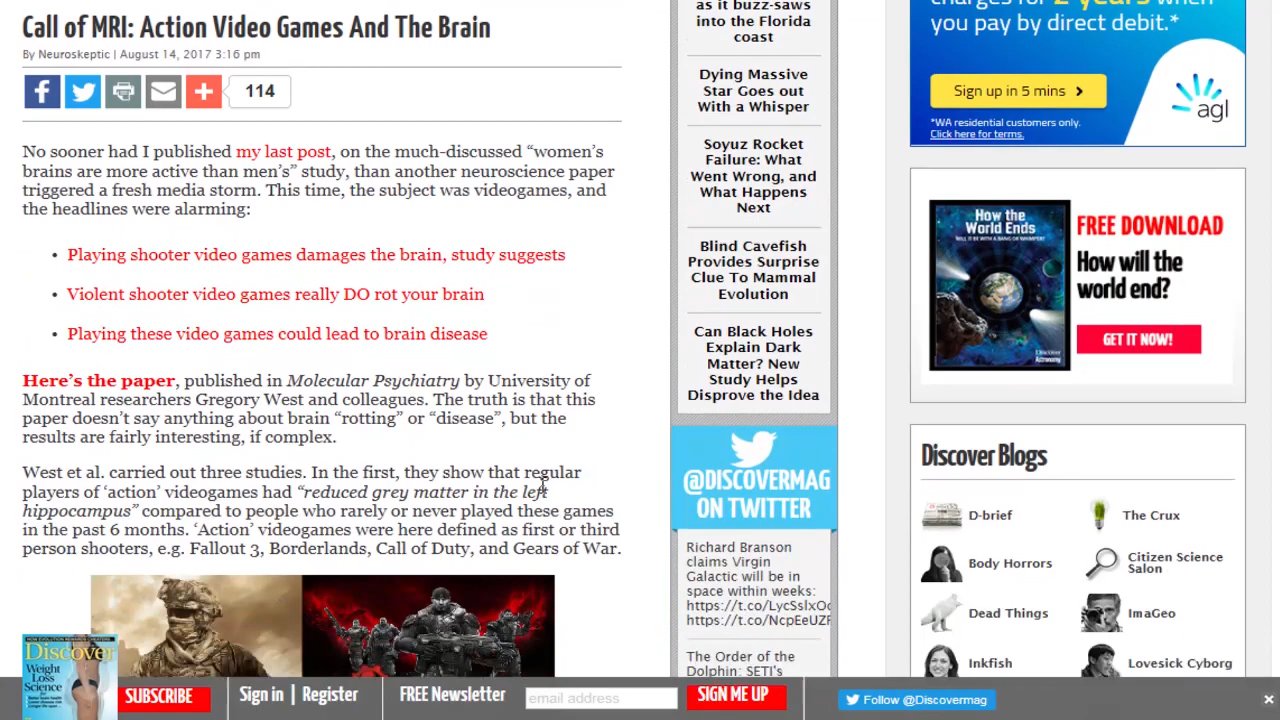 Call of MRI: Action Video Games And The Brain
By Neuroskeptic | August 14, 2017 3:16 pm
114
No sooner had I published my last post, on the much-discussed “women’s
brains are more active than men’s” study, than another neuroscience paper
triggered a fresh media storm. This time, the subject was videogames, and
the headlines were alarming:
• Playing shooter video games damages the brain, study suggests
• Violent shooter video games really DO rot your brain
• Playing these video games could lead to brain disease
Here’s the paper, published in Molecular Psychiatry by University of
Montreal researchers Gregory West and colleagues. The truth is that this
paper doesn’t say anything about brain “rotting” or “disease”, but the
results are fairly interesting, if complex.
West et al. carried out three studies. In the first, they show that regular
players of ‘action’ videogames had “reduced grey matter in the left
hippocampus” compared to people who rarely or never played these games
in the past 6 months. ‘Action’ videogames were here defined as first or third
person shooters, e.g. Fallout 3, Borderlands, Call of Duty, and Gears of War.
as it buzz-saws
into the Florida
coast
Dying Massive
Star Goes out
With a Whisper
Soyuz Rocket
Failure: What
Went Wrong, and
What Happens
Next
Blind Cavefish
Provides Surprise
Clue To Mammal
Evolution
Can Black Holes
Explain Dark
Matter? New
Study Helps
Disprove the Idea
@DISCOVERMAG
ON TWITTER
Richard Branson
claims Virgin
Galactic will be in
space within weeks:
https://t.co/LycSslxOc
https://t.co/NcpEeUZF
The Order of the
Dolphin: SETI's
charges for 2 years when
you pay by direct debit.*
Sign up in 5 mins >
*WA residential customers only.
Click here for terms.
agl
How the
World Ends
FREE DOWNLOAD
How will the
world end?
GET IT NOW!
Discover Blogs
D-brief
The Crux
Body Horrors
Citizen Science
Salon
Dead Things
ImaGeo
Inkfish
Lovesick Cyborg
Discover
Weight
Loss
Science
SUBSCRIBE
Sign in | Register
FREE Newsletter
email address
SIGN ME UP
Follow @Discovermag
×